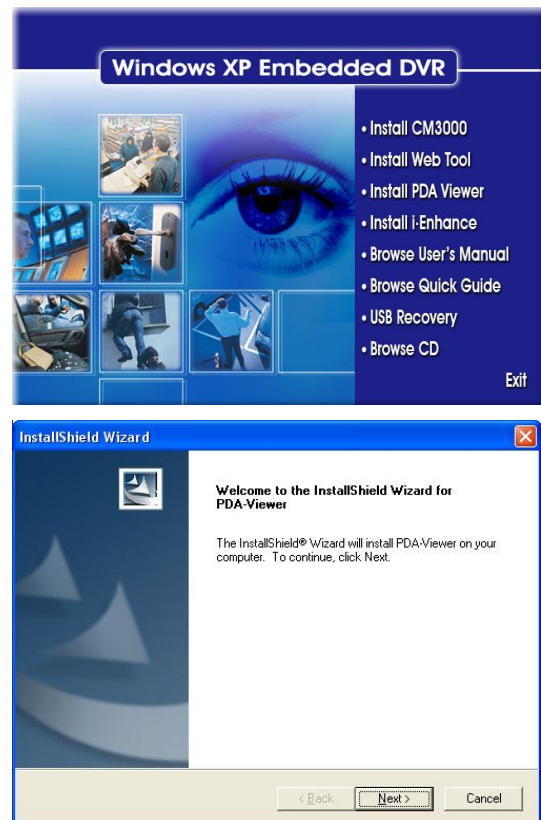 Windows XP Embedded DVR
• Install CM3000
• Install Web Tool
• Install PDA Viewer
• Install i-Enhance
• Browse User's Manual
• Browse Quick Guide
• USB Recovery
• Browse CD
Exit
InstallShield Wizard
Welcome to the InstallShield Wizard for
PDA-Viewer
The InstallShield® Wizard will install PDA-Viewer on your
computer. To continue, click Next.
< Back
Next >
Cancel